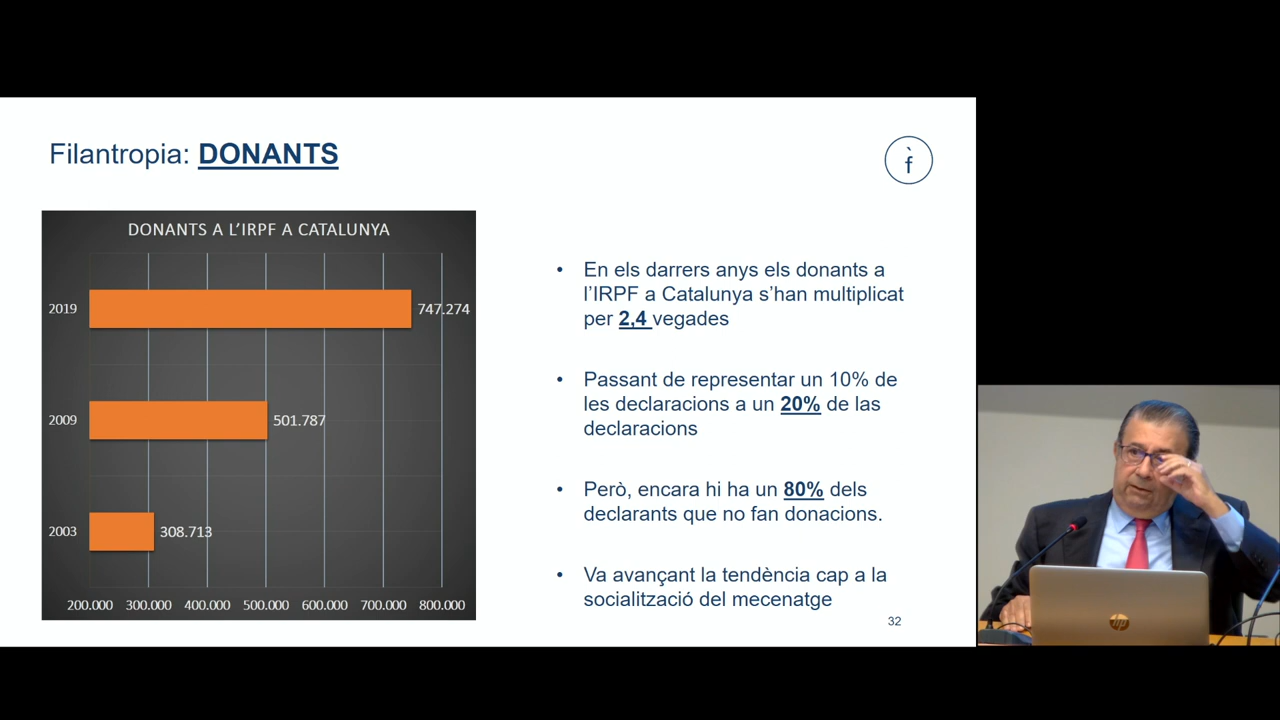 Filantropia: DONANTS
f̀
DONANTS A L’IRPF A CATALUNYA
2019
747.274
2009
501.787
2003
308.713
200.000 300.000 400.000 500.000 600.000 700.000 800.000
• En els darrers anys els donants a
l’IRPF a Catalunya s’han multiplicat
per 2,4 vegades
• Passant de representar un 10% de
les declaracions a un 20% de las
declaracions
• Però, encara hi ha un 80% dels
declarants que no fan donacions.
• Va avançant la tendència cap a la
socialització del mecenatge
32
hp